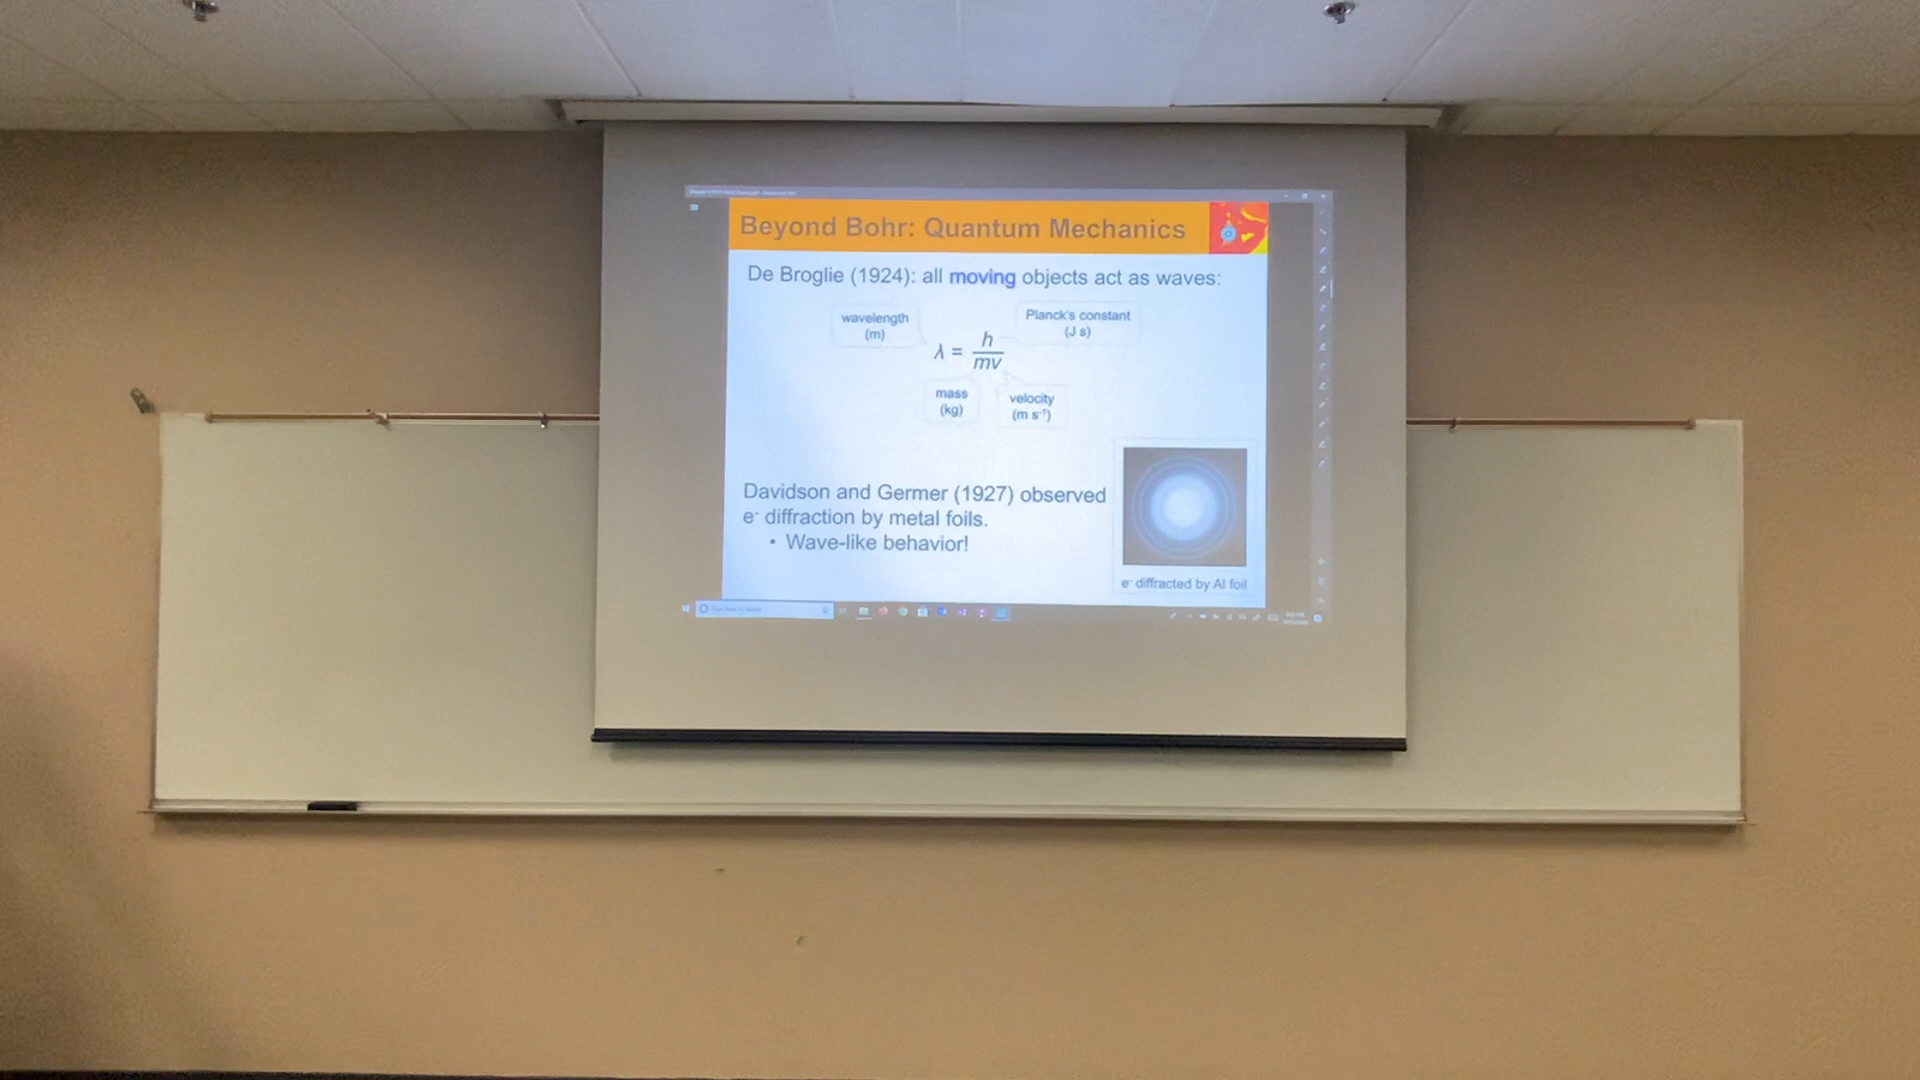 Beyond Bohr: Quantum Mechanics
De Broglie (1924): all moving objects act as waves:
wavelength
(m)
Planck's constant
(J s)
λ = h/mv
mass
(kg)
velocity
(m s⁻¹)
Davidson and Germer (1927) observed
e⁻ diffraction by metal foils.
• Wave-like behavior!
e⁻ diffracted by Al foil